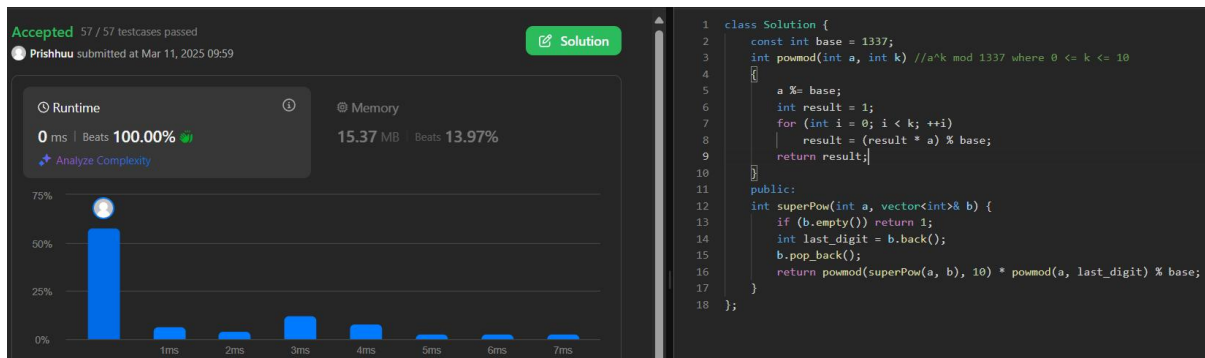 Accepted 57 / 57 testcases passed
Prishhuu submitted at Mar 11, 2025 09:59
Solution
Runtime
0 ms | Beats 100.00%
Analyze Complexity
Memory
15.37 MB | Beats 13.97%
75%
50%
25%
0%
1ms 2ms 3ms 4ms 5ms 6ms 7ms
1 class Solution {
2     const int base = 1337;
3     int powmod(int a, int k) //a^k mod 1337 where 0 <= k <= 10
4     {
5         a %= base;
6         int result = 1;
7         for (int i = 0; i < k; ++i)
8             result = (result * a) % base;
9         return result;
10     }
11     public:
12     int superPow(int a, vector<int>& b) {
13         if (b.empty()) return 1;
14         int last_digit = b.back();
15         b.pop_back();
16         return powmod(superPow(a, b), 10) * powmod(a, last_digit) % base;
17     }
18 };